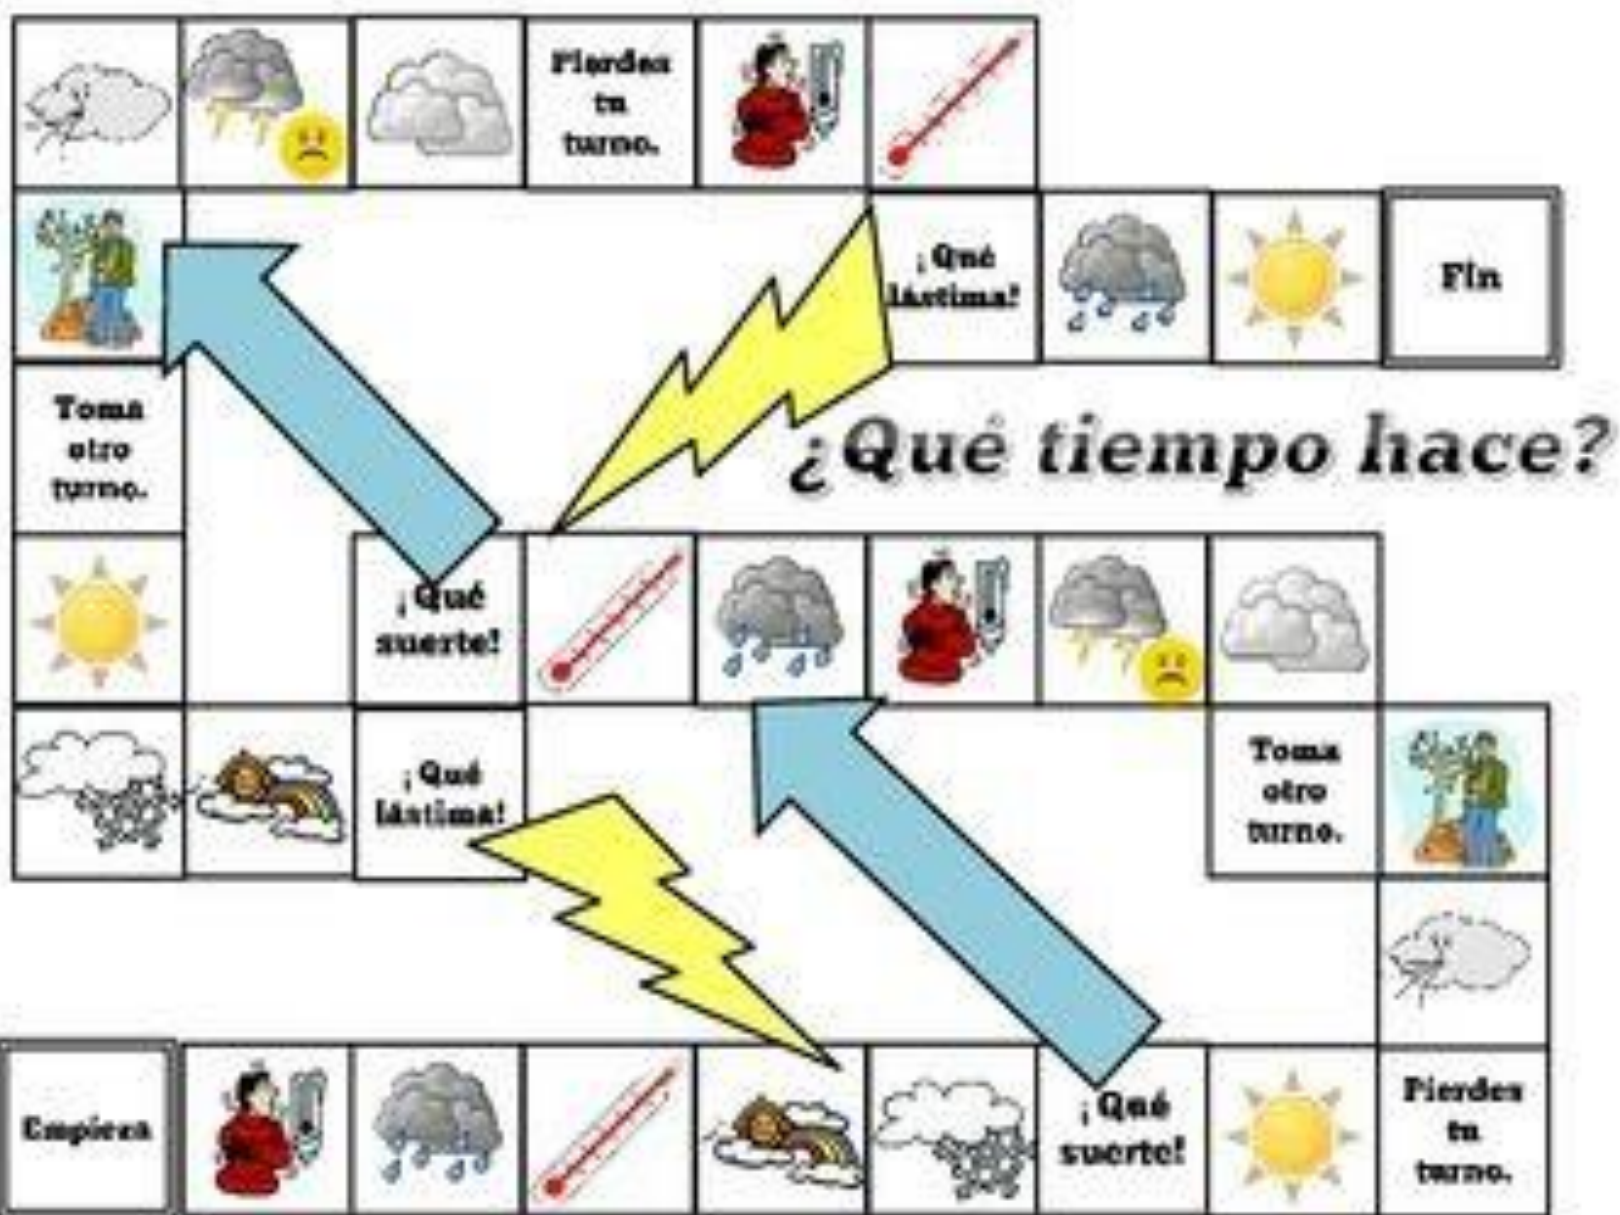 Pierdes
tu
turno.
¡Qué
lástima!
Fin
Toma
otro
turno.
¿Qué tiempo hace?
¡Qué
suerte!
¡Qué
lástima!
Toma
otro
turno.
Empieza
¡Qué
suerte!
Pierdes
tu
turno.